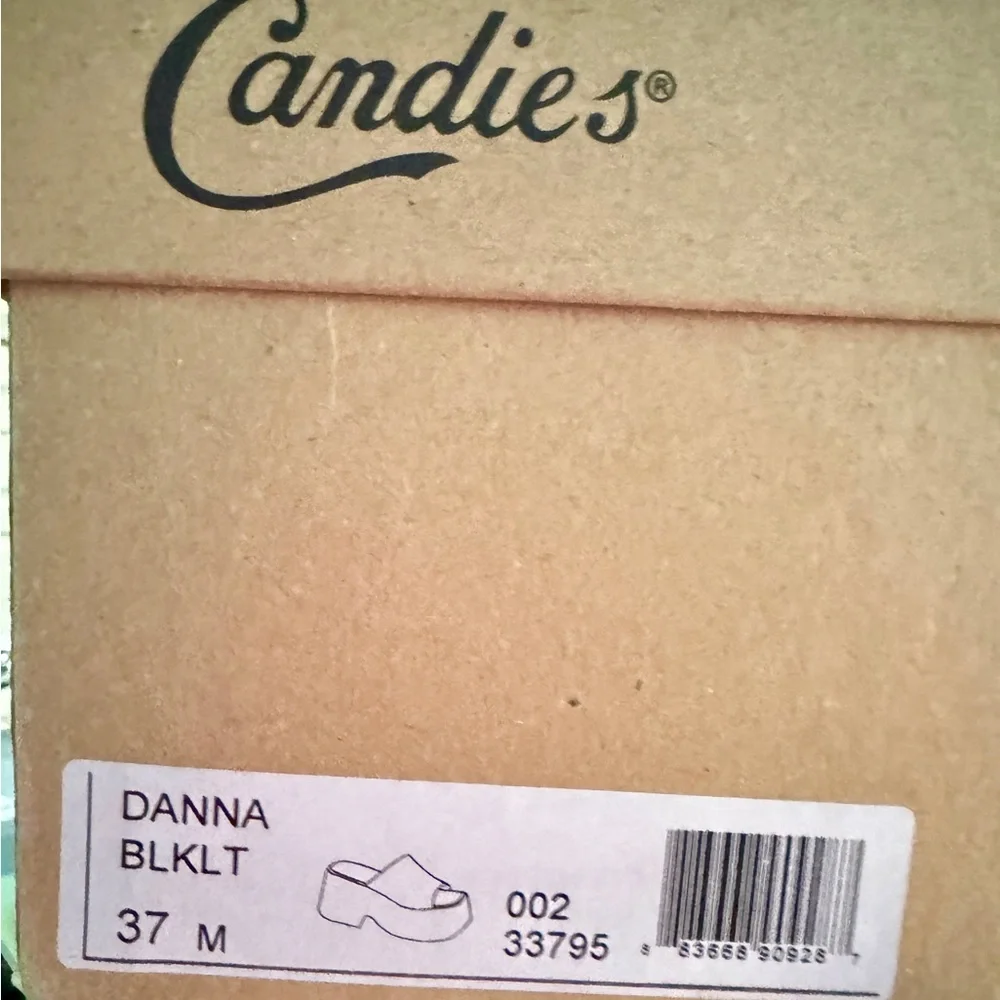 Candie's®
DANNA
BLKLT
37 M
002
33795
8 83668 90928 7